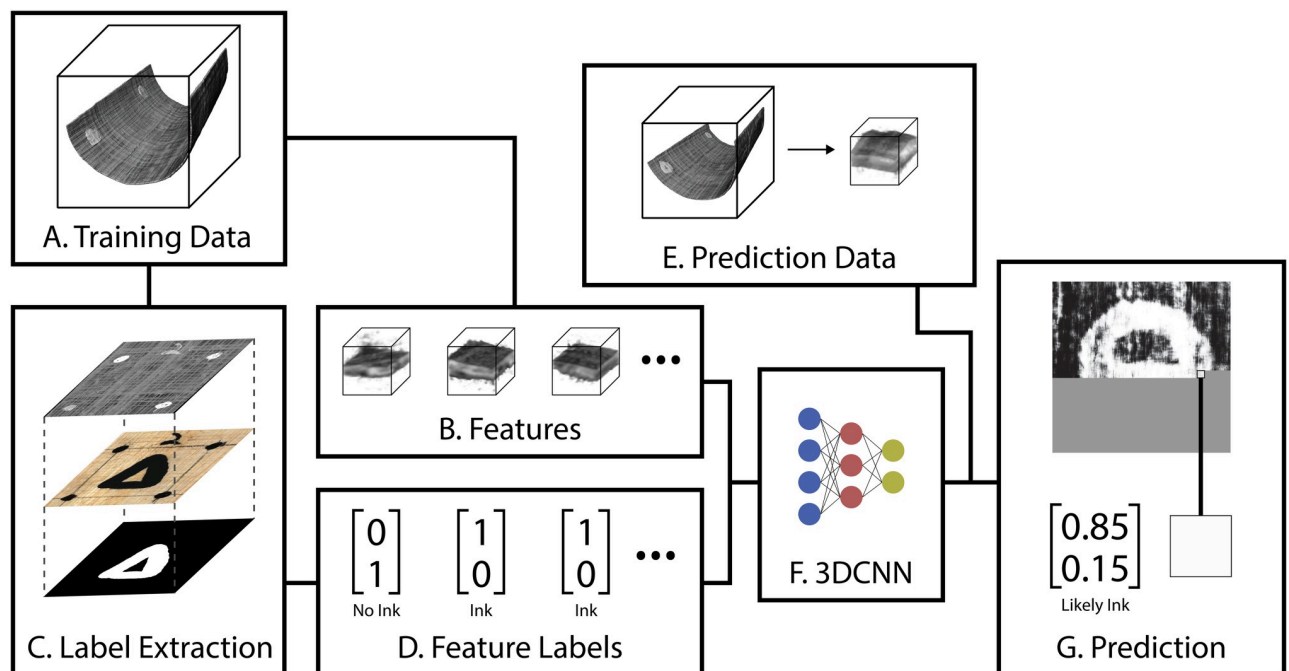 A. Training Data
E. Prediction Data
B. Features
C. Label Extraction
0 1 1 •••
1 0 0
No Ink Ink Ink
D. Feature Labels
F. 3DCNN
0.85
0.15
Likely Ink
G. Prediction